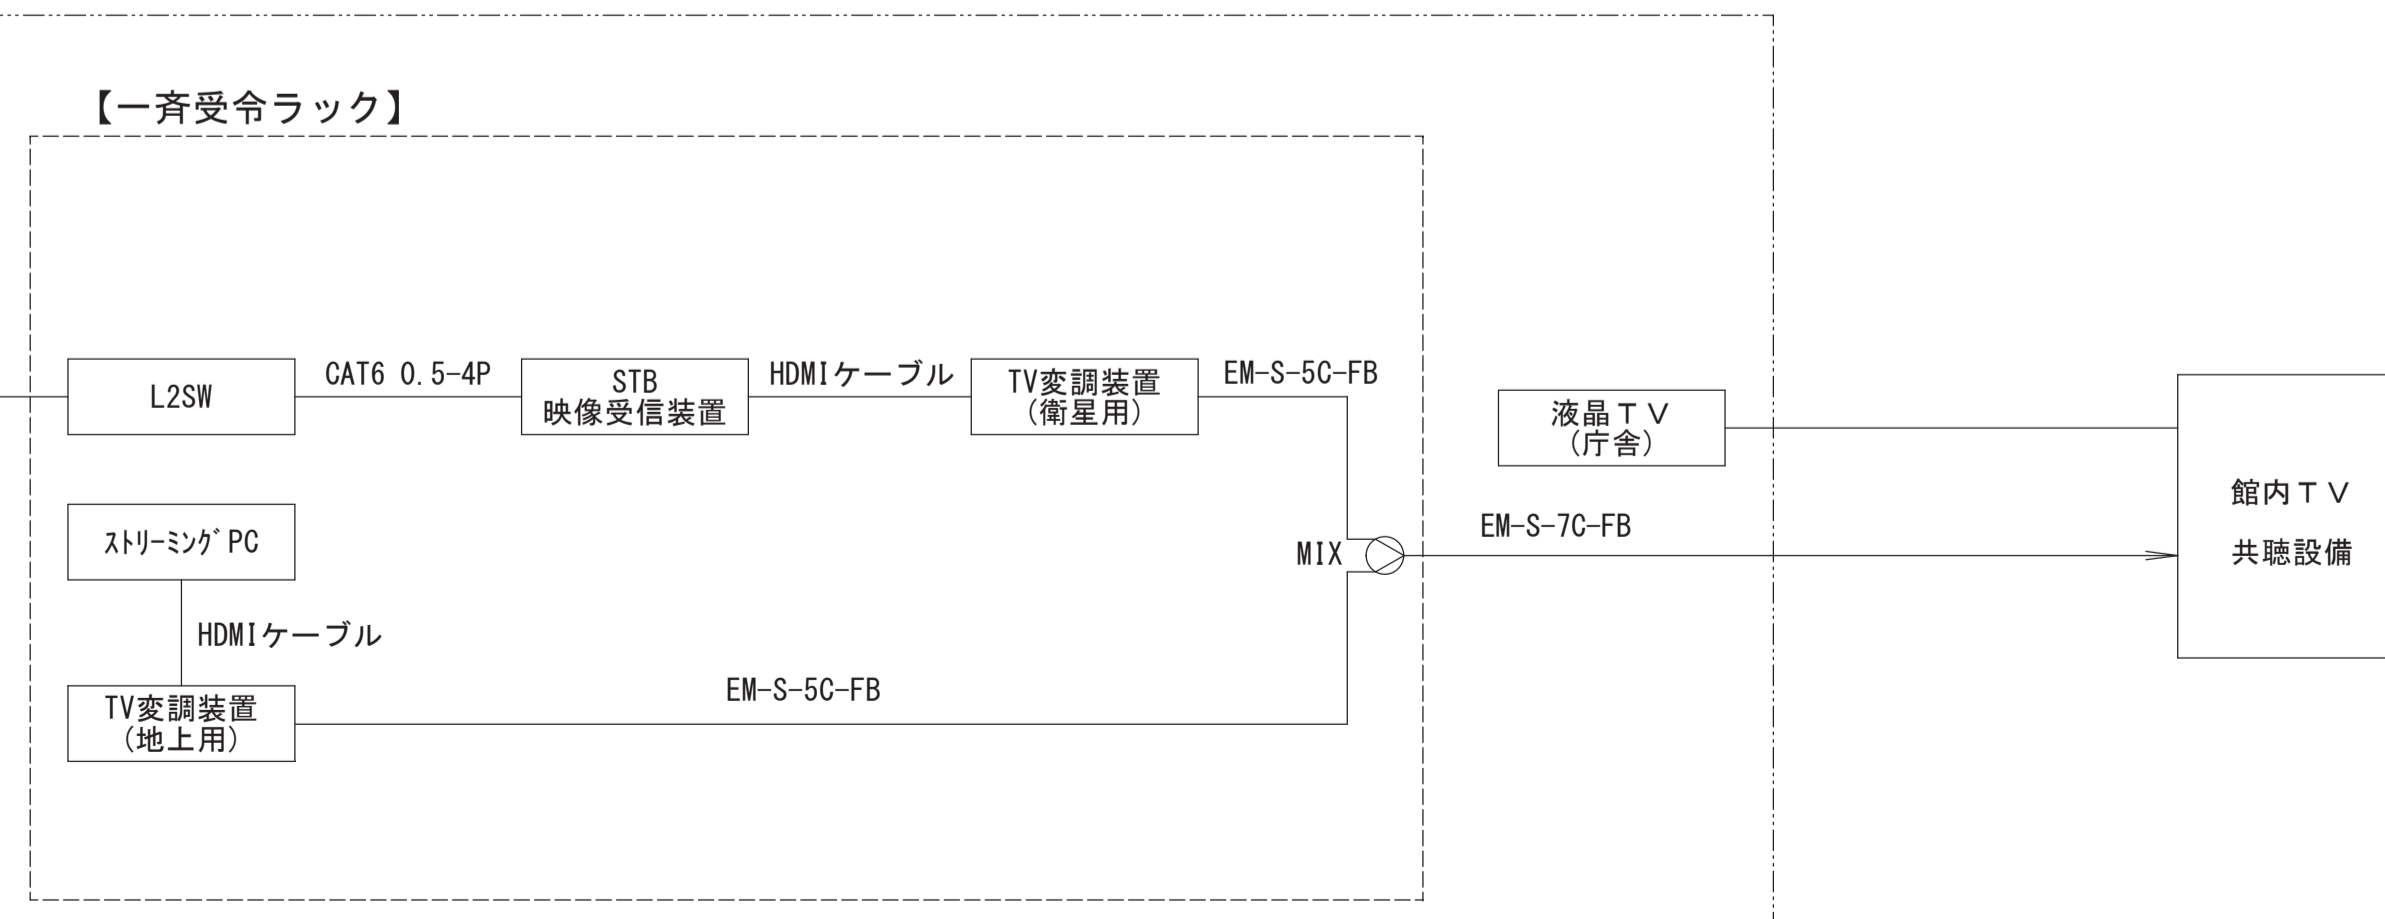 【一斉受令ラック】
L2SW
CAT6 0.5-4P
STB
映像受信装置
HDMIケーブル
TV変調装置
(衛星用)
EM-S-5C-FB
液晶ＴＶ
(庁舎)
館内ＴＶ
共聴設備
ｽﾄﾘｰﾐﾝｸﾞPC
MIX
EM-S-7C-FB
HDMIケーブル
TV変調装置
(地上用)
EM-S-5C-FB